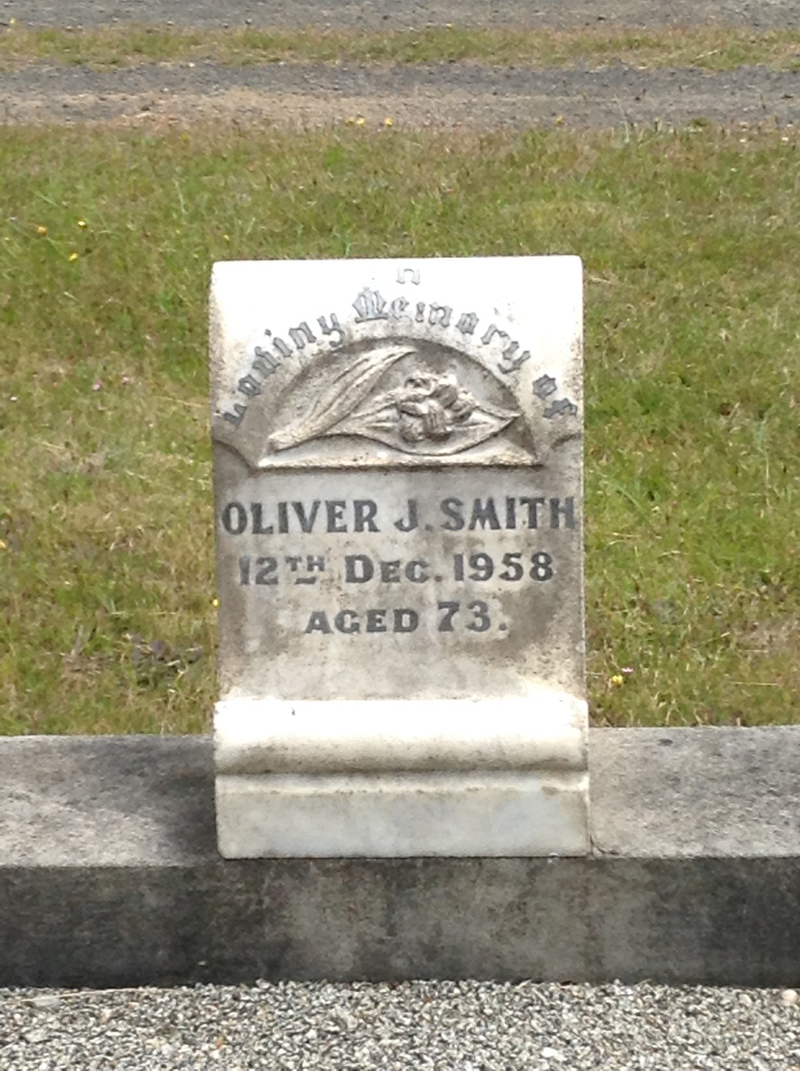 In
Loving Memory of
OLIVER J. SMITH
12TH DEC. 1958
AGED 73.